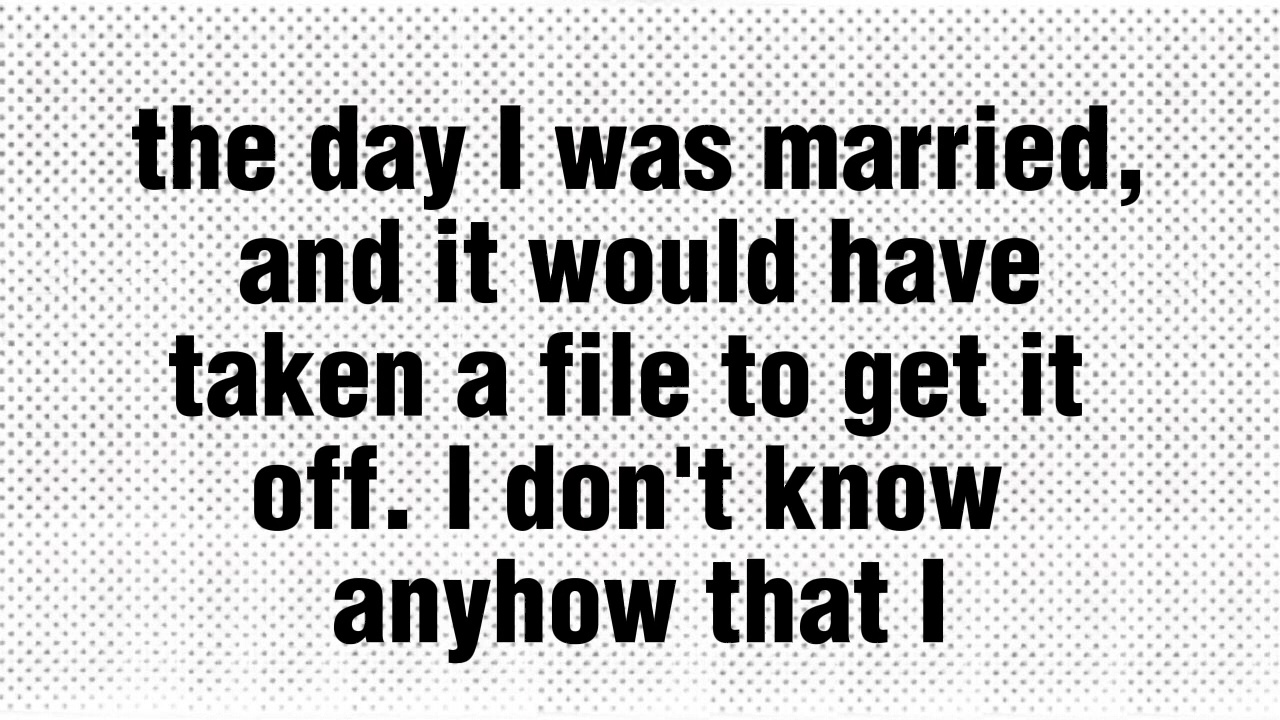 the day I was married,
and it would have
taken a file to get it
off. I don't know
anyhow that I